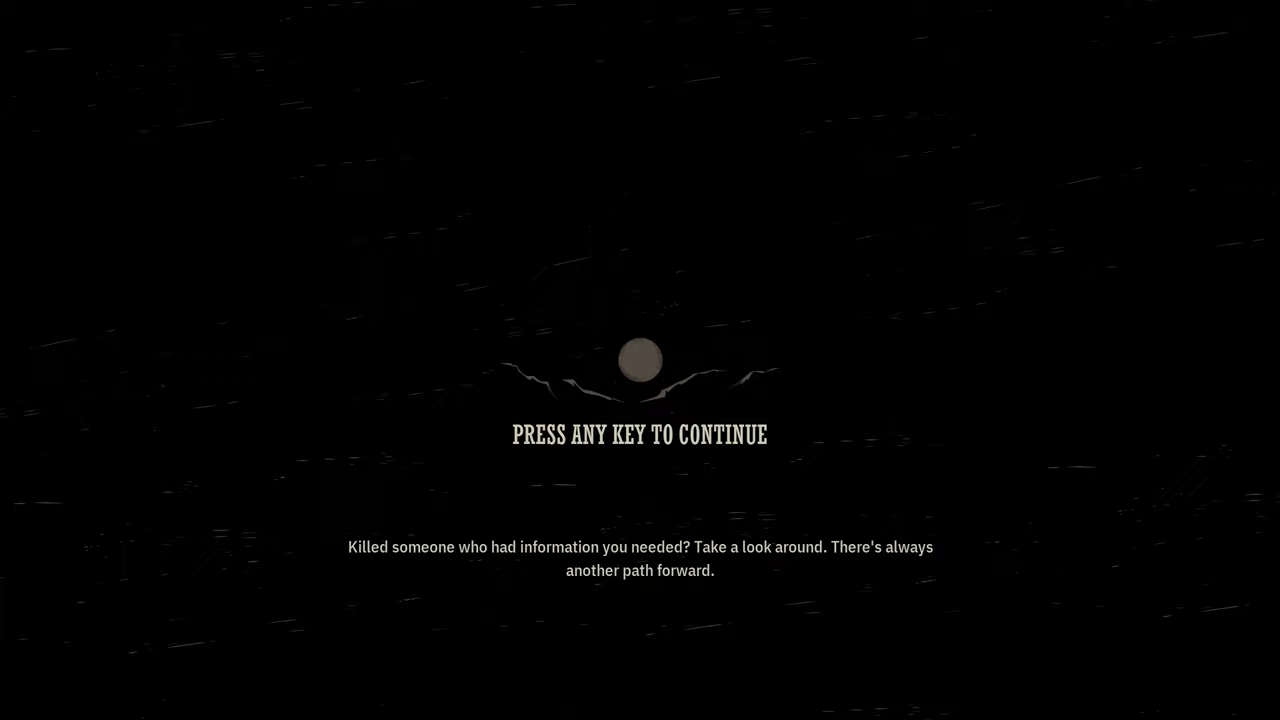 PRESS ANY KEY TO CONTINUE
Killed someone who had information you needed? Take a look around. There's always
another path forward.